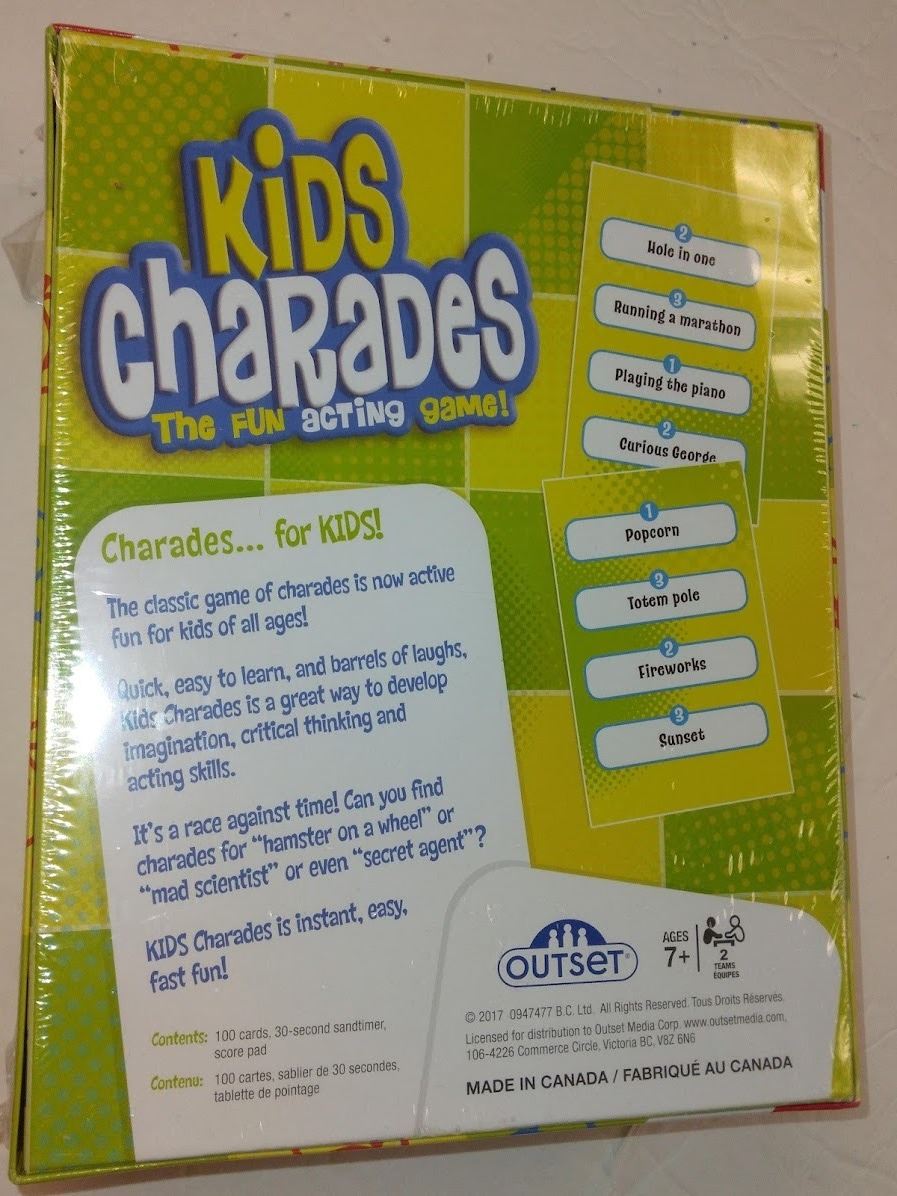 KIDS
CHARADES
The FUN acting game!
2
Hole in one
3
Running a marathon
1
Playing the piano
2
Curious George
1
Popcorn
3
Totem pole
2
Fireworks
3
Sunset
Charades... for KIDS!
The classic game of charades is now active
fun for kids of all ages!
Quick, easy to learn, and barrels of laughs,
Kids Charades is a great way to develop
imagination, critical thinking and
acting skills.
It's a race against time! Can you find
charades for "hamster on a wheel" or
"mad scientist" or even "secret agent"?
KIDS Charades is instant, easy,
fast fun!
Contents: 100 cards, 30-second sandtimer,
score pad
Contenu: 100 cartes, sablier de 30 secondes,
tablette de pointage
OUTSET®
AGES
7+
2
TEAMS
ÉQUIPES
© 2017 0947477 B.C. Ltd. All Rights Reserved. Tous Droits Réservés.
Licensed for distribution to Outset Media Corp. www.outsetmedia.com,
106-4226 Commerce Circle, Victoria BC, V8Z 6N6
MADE IN CANADA / FABRIQUÉ AU CANADA